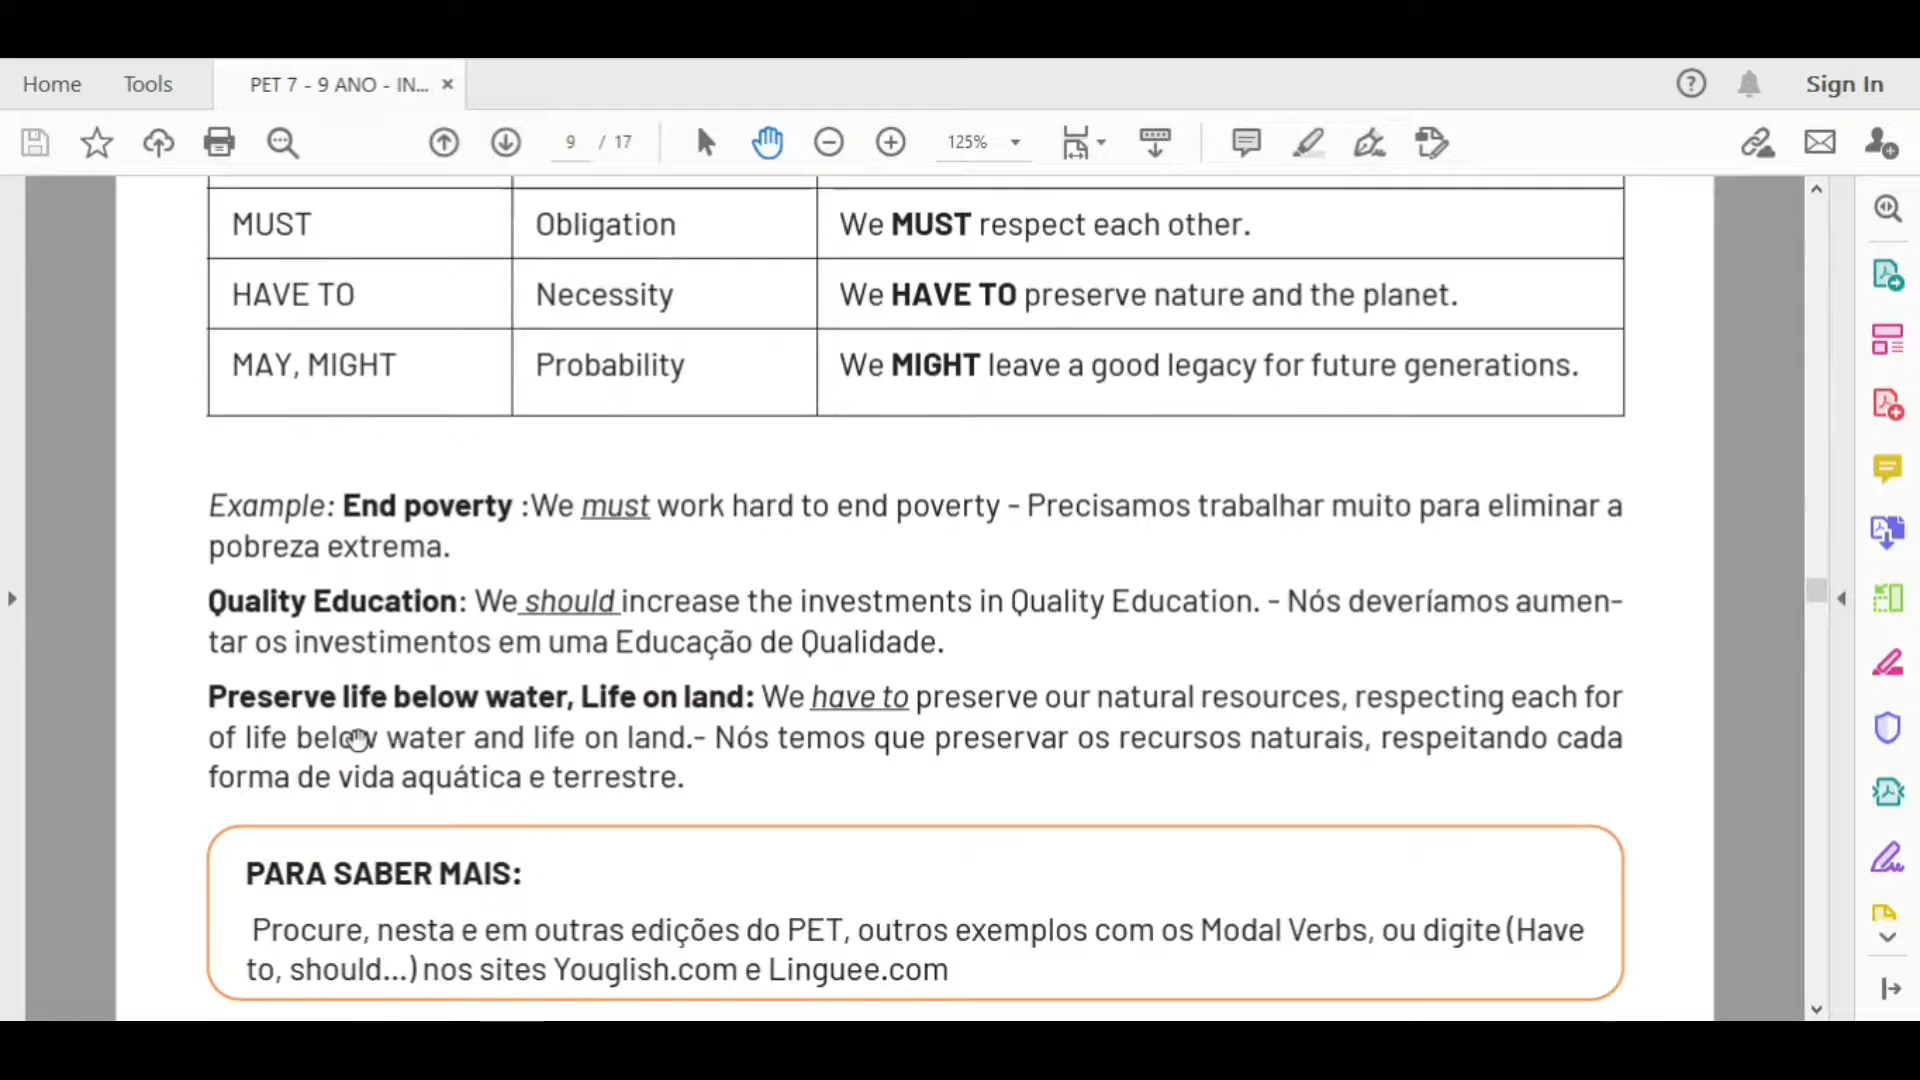 Home Tools PET 7 - 9 ANO - IN... × Sign In
9 / 17 125%
MUST Obligation We MUST respect each other.
HAVE TO Necessity We HAVE TO preserve nature and the planet.
MAY, MIGHT Probability We MIGHT leave a good legacy for future generations.
Example: End poverty :We must work hard to end poverty - Precisamos trabalhar muito para eliminar a
pobreza extrema.
Quality Education: We should increase the investments in Quality Education. - Nós deveríamos aumen-
tar os investimentos em uma Educação de Qualidade.
Preserve life below water, Life on land: We have to preserve our natural resources, respecting each for
of life below water and life on land.- Nós temos que preservar os recursos naturais, respeitando cada
forma de vida aquática e terrestre.
PARA SABER MAIS:
Procure, nesta e em outras edições do PET, outros exemplos com os Modal Verbs, ou digite (Have
to, should...) nos sites Youglish.com e Linguee.com